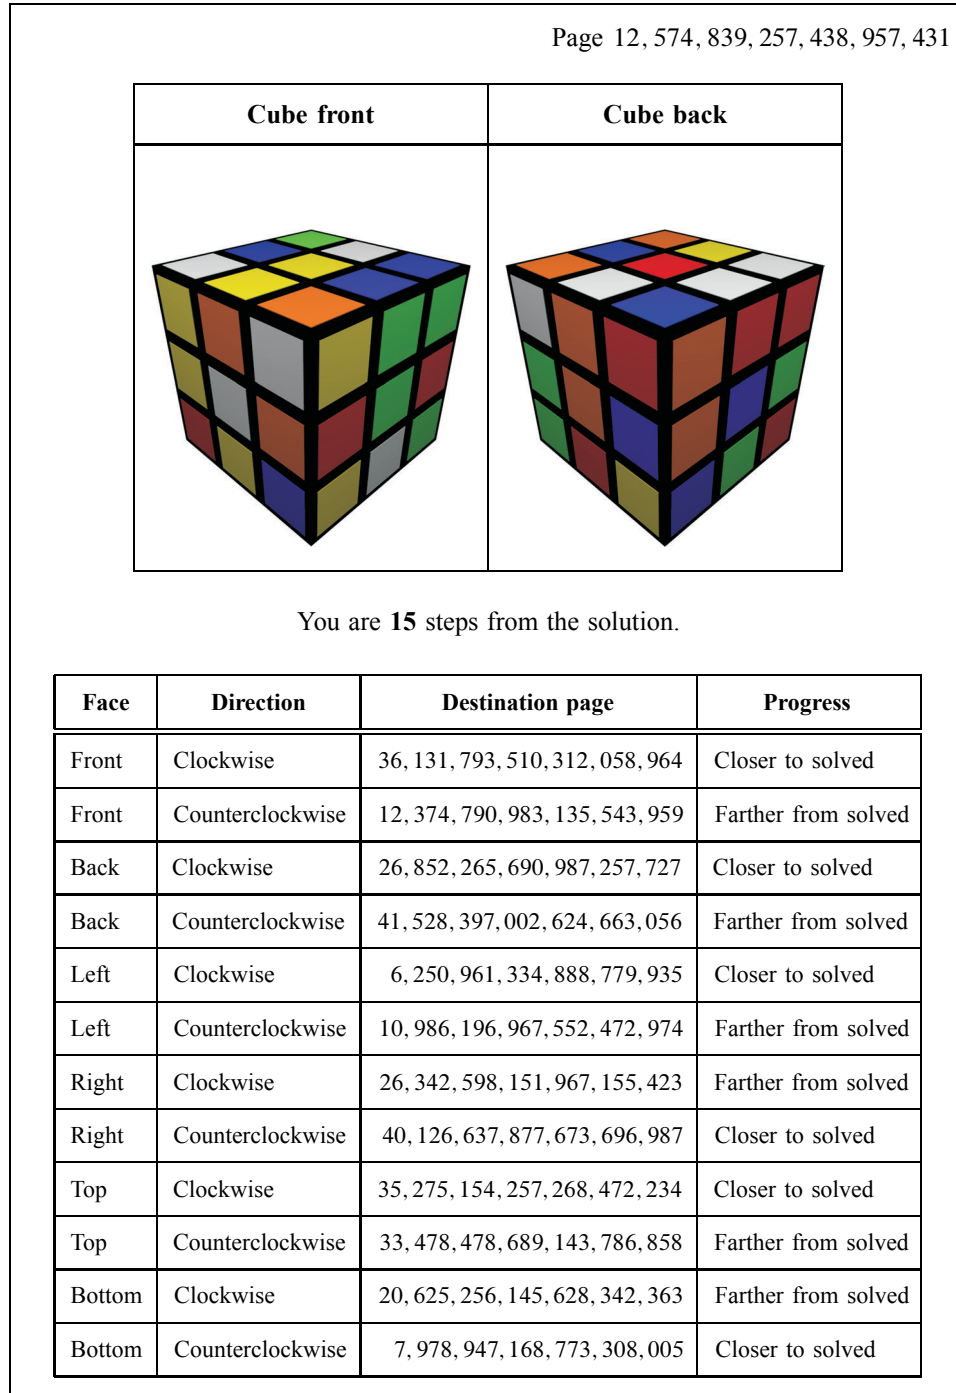 Page 12, 574, 839, 257, 438, 957, 431
Cube front Cube back
You are 15 steps from the solution.
Face Direction Destination page Progress
Front Clockwise 36, 131, 793, 510, 312, 058, 964 Closer to solved
Front Counterclockwise 12, 374, 790, 983, 135, 543, 959 Farther from solved
Back Clockwise 26, 852, 265, 690, 987, 257, 727 Closer to solved
Back Counterclockwise 41, 528, 397, 002, 624, 663, 056 Farther from solved
Left Clockwise 6, 250, 961, 334, 888, 779, 935 Closer to solved
Left Counterclockwise 10, 986, 196, 967, 552, 472, 974 Farther from solved
Right Clockwise 26, 342, 598, 151, 967, 155, 423 Farther from solved
Right Counterclockwise 40, 126, 637, 877, 673, 696, 987 Closer to solved
Top Clockwise 35, 275, 154, 257, 268, 472, 234 Closer to solved
Top Counterclockwise 33, 478, 478, 689, 143, 786, 858 Farther from solved
Bottom Clockwise 20, 625, 256, 145, 628, 342, 363 Farther from solved
Bottom Counterclockwise 7, 978, 947, 168, 773, 308, 005 Closer to solved